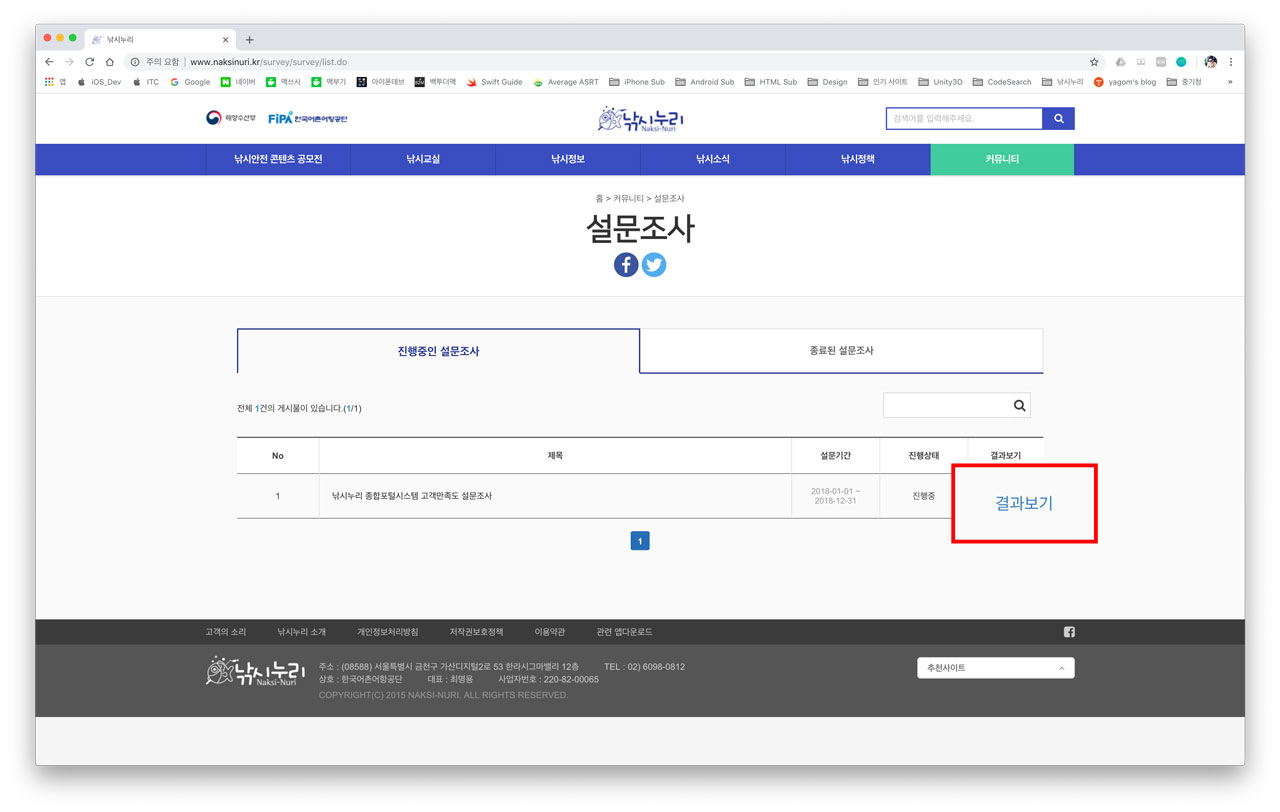 낚시누리
주의 요함 | www.naksinuri.kr/survey/survey/list.do
앱 iOS_Dev ITC Google 네이버 맥쓰사 맥부기 아이폰데브 백투더맥 Swift Guide Average ASRT iPhone Sub Android Sub HTML Sub Design 인기 사이트 Unity3D CodeSearch 낚시누리 yagom's blog 중기청 »
해양수산부 FiPA 한국어촌어항공단 낚시누리 Naksi-Nuri 검색어를 입력해주세요.
낚시안전 콘텐츠 공모전 낚시교실 낚시정보 낚시소식 낚시정책 커뮤니티
홈 > 커뮤니티 > 설문조사
설문조사
진행중인 설문조사 종료된 설문조사
전체 1건의 게시물이 있습니다.(1/1)
No 제목 설문기간 진행상태 결과보기
1 낚시누리 종합포털시스템 고객만족도 설문조사 2018-01-01 ~ 2018-12-31 진행중 결과보기
1
고객의 소리 낚시누리 소개 개인정보처리방침 저작권보호정책 이용약관 관련 앱다운로드
낚시누리 Naksi-Nuri
주소 : (08588) 서울특별시 금천구 가산디지털2로 53 한라시그마밸리 12층 TEL : 02) 6098-0812
상호 : 한국어촌어항공단 대표 : 최명용 사업자번호 : 220-82-00065
COPYRIGHT(C) 2015 NAKSI-NURI. ALL RIGHTS RESERVED.
추천사이트